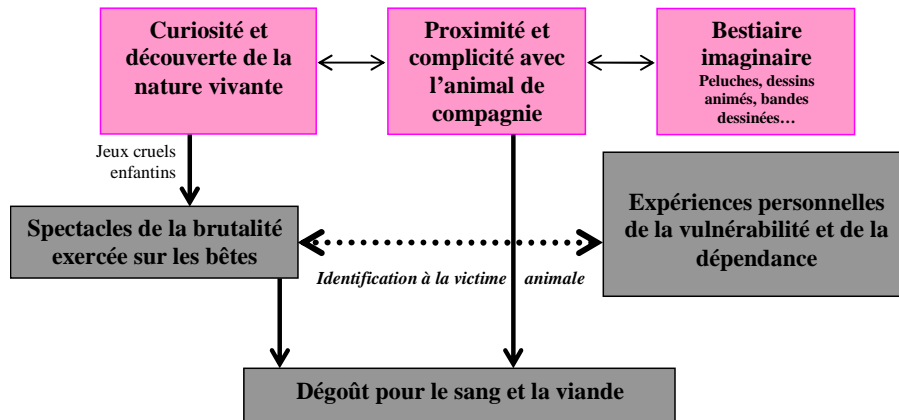 Curiosité et
découverte de la
nature vivante
Proximité et
complicité avec
l'animal de
compagnie
Bestiaire
imaginaire
Peluches, dessins
animés, bandes
dessinées…
Jeux cruels
enfantins
Spectacles de la brutalité
exercée sur les bêtes
Expériences personnelles
de la vulnérabilité et de la
dépendance
Identification à la victime animale
Dégoût pour le sang et la viande